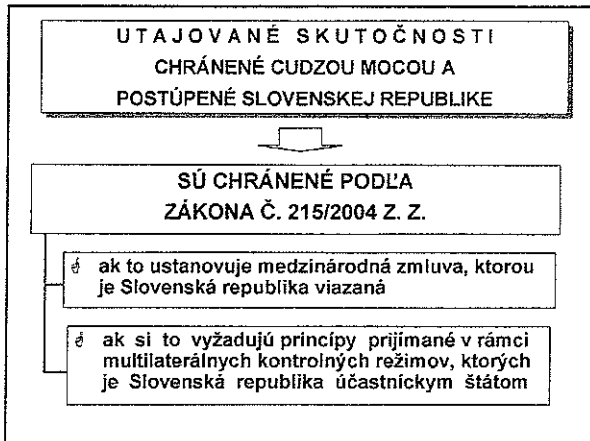 UTAJOVANÉ SKUTOČNOSTI
CHRÁNENÉ CUDZOU MOCOU A
POSTÚPENÉ SLOVENSKEJ REPUBLIKE
SÚ CHRÁNENÉ PODĽA
ZÁKONA Č. 215/2004 Z. Z.
ak to ustanovuje medzinárodná zmluva, ktorou
je Slovenská republika viazaná
ak si to vyžadujú princípy prijímané v rámci
multilaterálnych kontrolných režimov, ktorých
je Slovenská republika účastníckym štátom